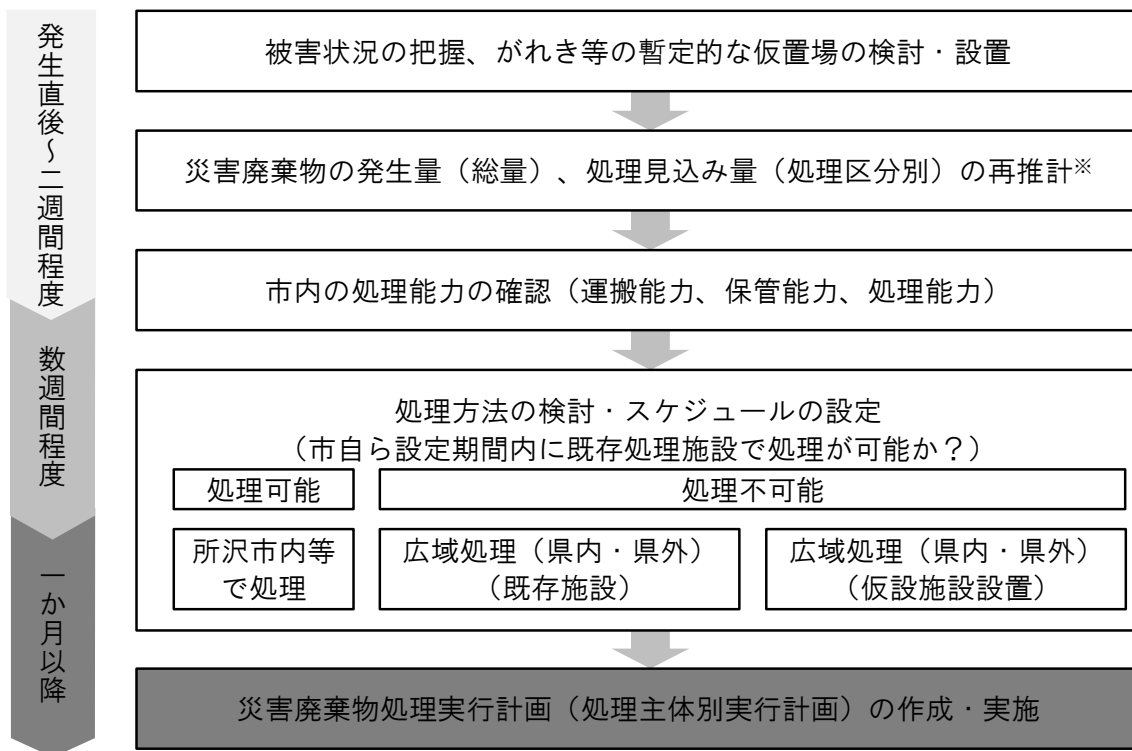 発生直後～二週間程度
数週間程度
一か月以降
被害状況の把握、がれき等の暫定的な仮置場の検討・設置
災害廃棄物の発生量（総量）、処理見込み量（処理区分別）の再推計※
市内の処理能力の確認（運搬能力、保管能力、処理能力）
処理方法の検討・スケジュールの設定
（市自ら設定期間内に既存処理施設で処理が可能か？）
処理可能
処理不可能
所沢市内等
で処理
広域処理（県内・県外）
（既存施設）
広域処理（県内・県外）
（仮設施設設置）
災害廃棄物処理実行計画（処理主体別実行計画）の作成・実施